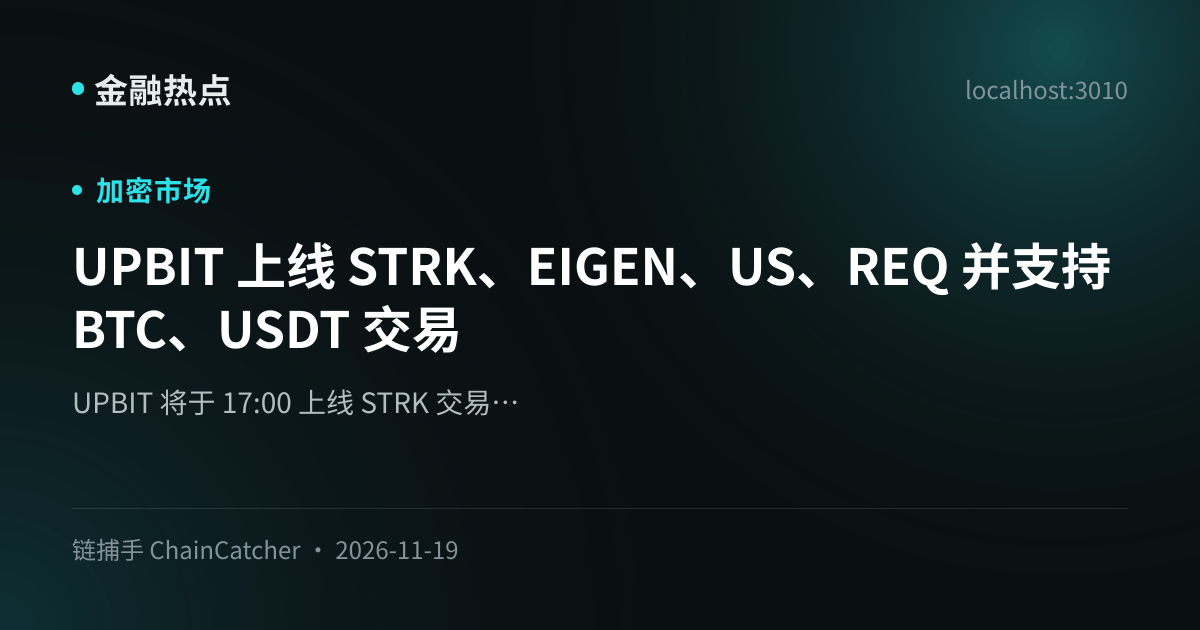 金融热点
localhost:3010
加密市场
UPBIT 上线 STRK、EIGEN、US、REQ 并支持
BTC、USDT 交易
UPBIT 将于 17:00 上线 STRK 交易…
链捕手 ChainCatcher · 2026-11-19